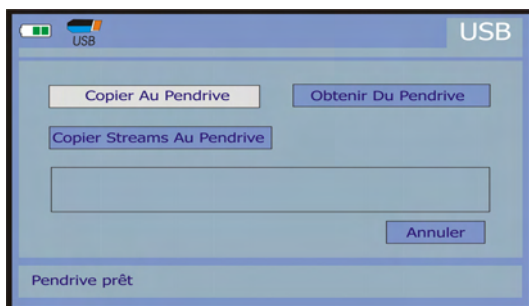 USB
USB
Copier Au Pendrive
Obtenir Du Pendrive
Copier Streams Au Pendrive
Annuler
Pendrive prêt